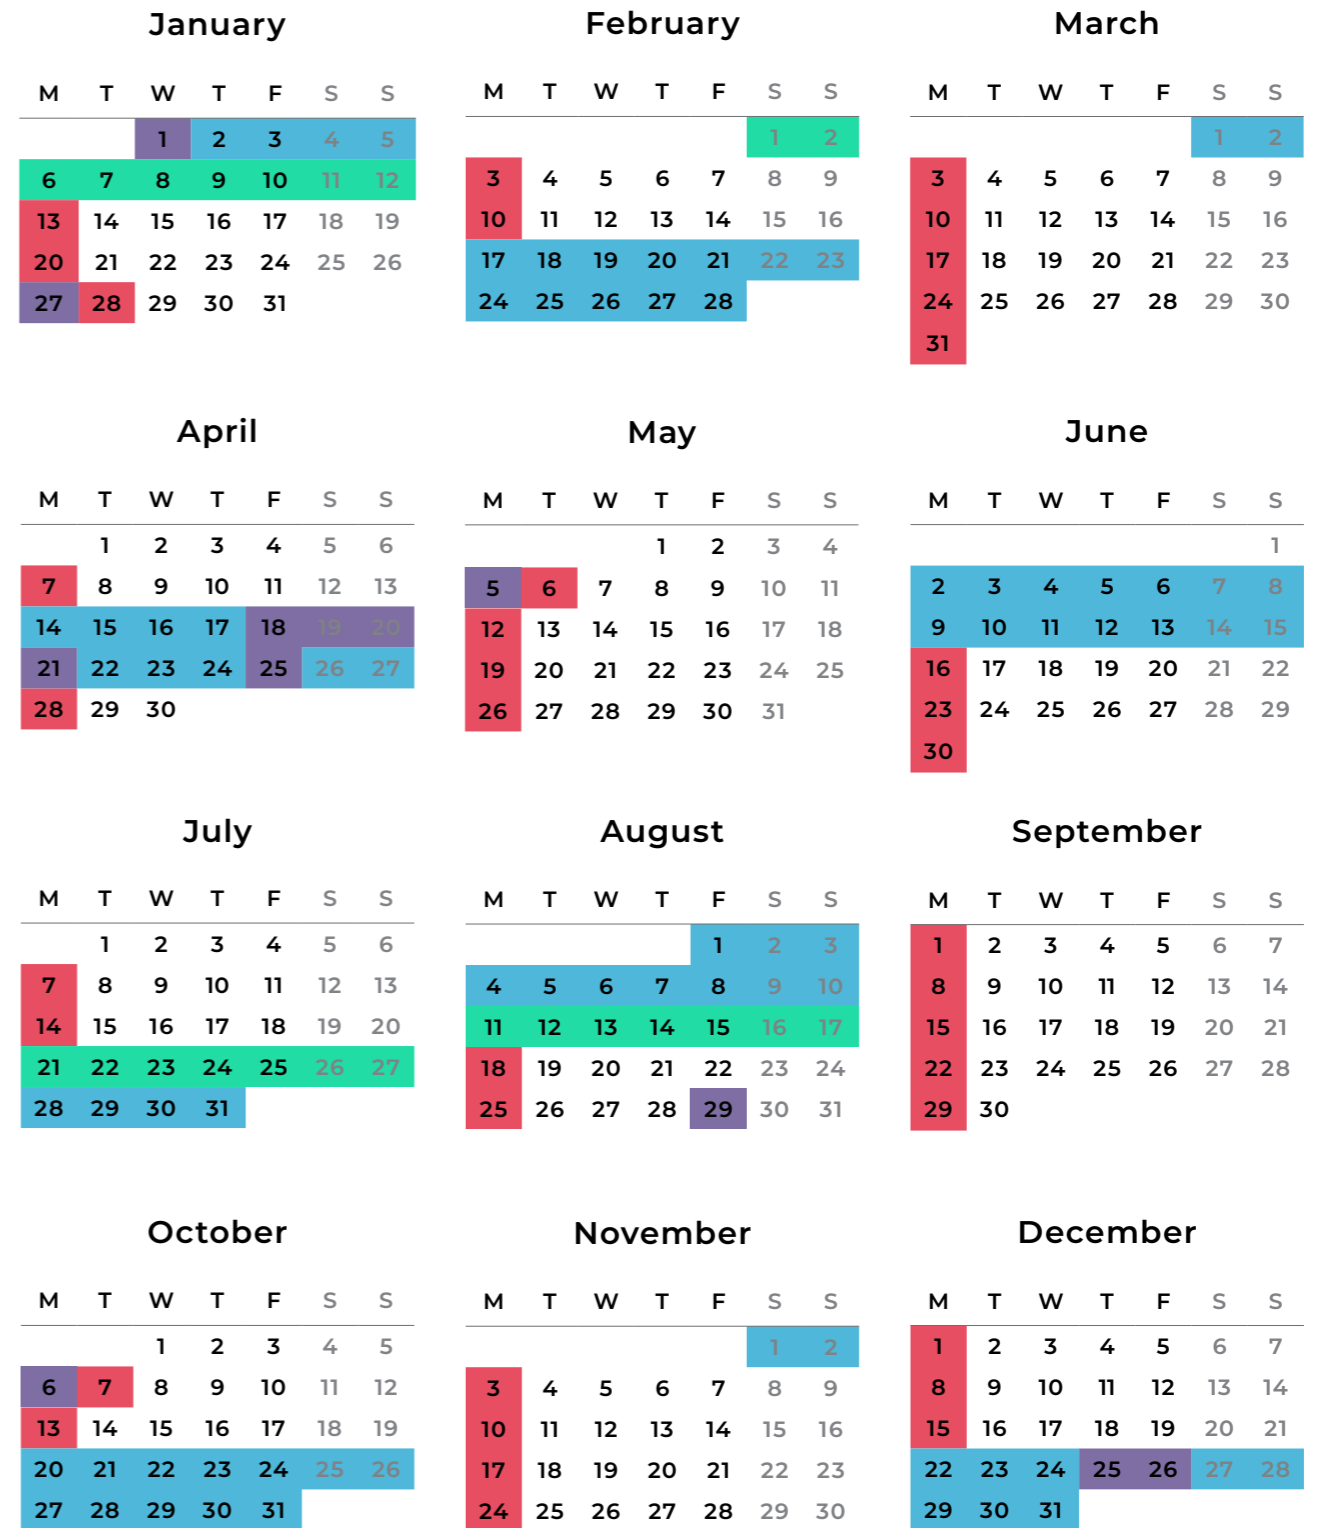 January
M T W T F S S
1 2 3 4 5
6 7 8 9 10 11 12
13 14 15 16 17 18 19
20 21 22 23 24 25 26
27 28 29 30 31
February
M T W T F S S
1 2
3 4 5 6 7 8 9
10 11 12 13 14 15 16
17 18 19 20 21 22 23
24 25 26 27 28
March
M T W T F S S
1 2
3 4 5 6 7 8 9
10 11 12 13 14 15 16
17 18 19 20 21 22 23
24 25 26 27 28 29 30
31
April
M T W T F S S
1 2 3 4 5 6
7 8 9 10 11 12 13
14 15 16 17 18 19 20
21 22 23 24 25 26 27
28 29 30
May
M T W T F S S
1 2 3 4
5 6 7 8 9 10 11
12 13 14 15 16 17 18
19 20 21 22 23 24 25
26 27 28 29 30 31
June
M T W T F S S
1
2 3 4 5 6 7 8
9 10 11 12 13 14 15
16 17 18 19 20 21 22
23 24 25 26 27 28 29
30
July
M T W T F S S
1 2 3 4 5 6
7 8 9 10 11 12 13
14 15 16 17 18 19 20
21 22 23 24 25 26 27
28 29 30 31
August
M T W T F S S
1 2 3
4 5 6 7 8 9 10
11 12 13 14 15 16 17
18 19 20 21 22 23 24
25 26 27 28 29 30 31
September
M T W T F S S
1 2 3 4 5 6 7
8 9 10 11 12 13 14
15 16 17 18 19 20 21
22 23 24 25 26 27 28
29 30
October
M T W T F S S
1 2 3 4 5
6 7 8 9 10 11 12
13 14 15 16 17 18 19
20 21 22 23 24 25 26
27 28 29 30 31
November
M T W T F S S
1 2
3 4 5 6 7 8 9
10 11 12 13 14 15 16
17 18 19 20 21 22 23
24 25 26 27 28 29 30
December
M T W T F S S
1 2 3 4 5 6 7
8 9 10 11 12 13 14
15 16 17 18 19 20 21
22 23 24 25 26 27 28
29 30 31